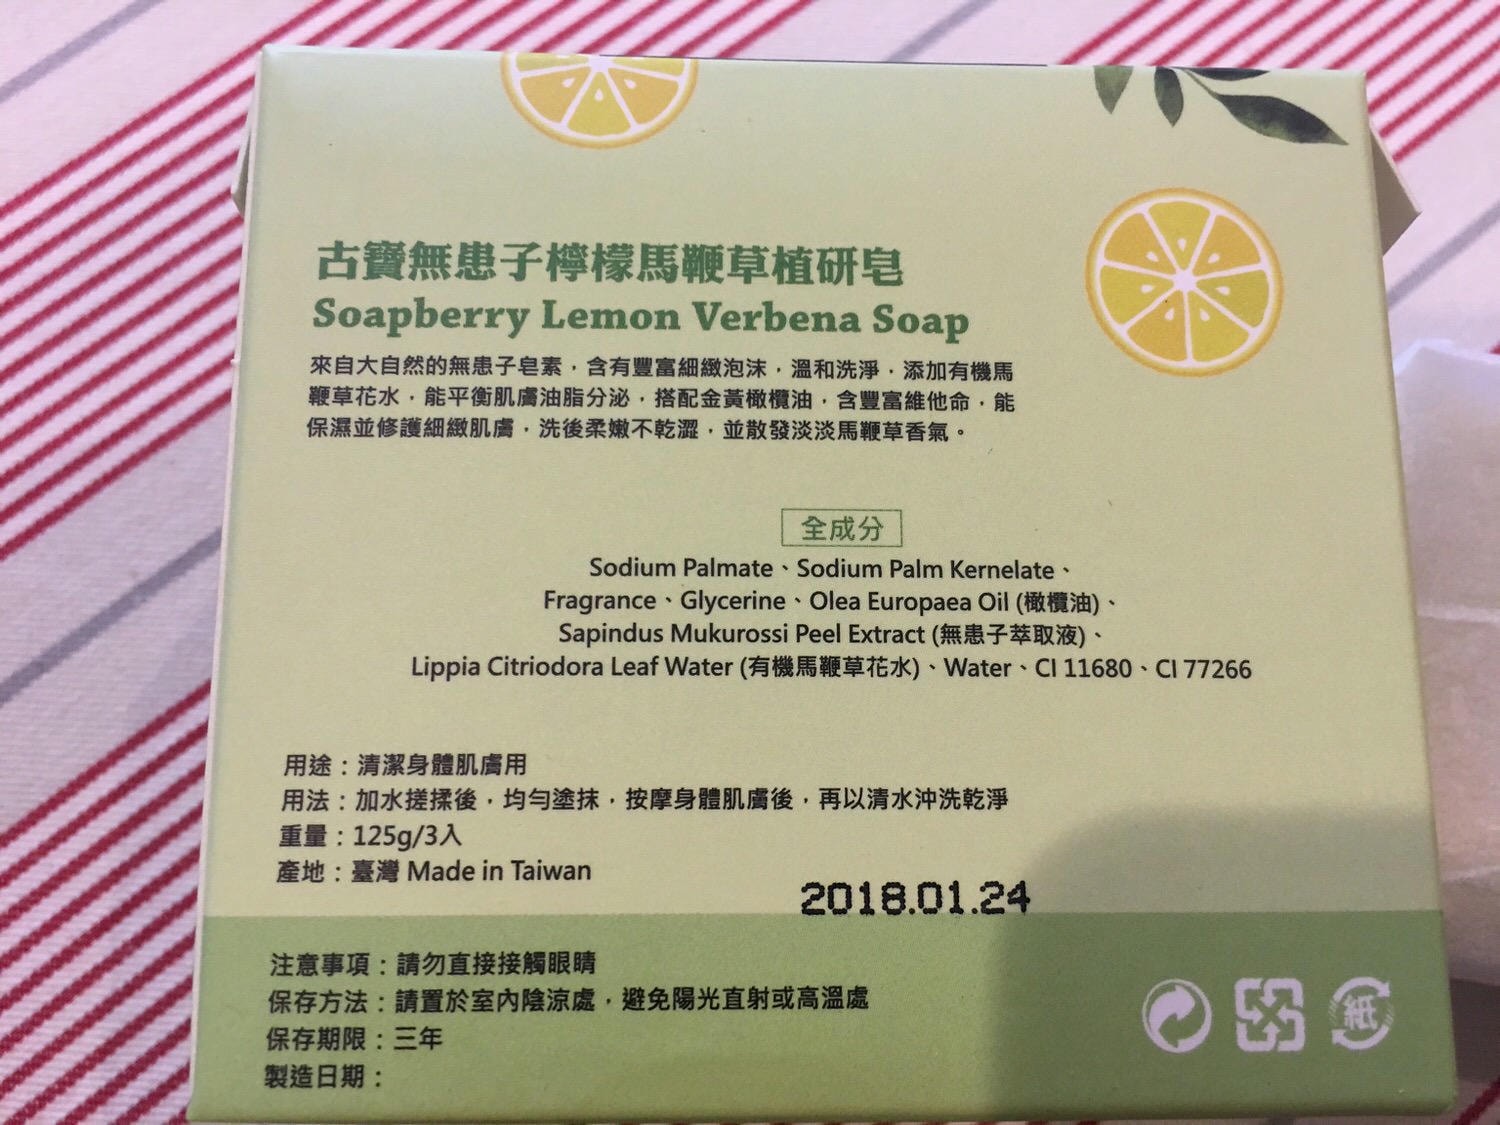 古寶無患子檸檬馬鞭草植研皂
Soapberry Lemon Verbena Soap
來自大自然的無患子皂素，含有豐富細緻泡沫，溫和洗淨，添加有機馬
鞭草花水，能平衡肌膚油脂分泌，搭配金黃橄欖油，含豐富維他命，能
保濕並修護細緻肌膚，洗後柔嫩不乾澀，並散發淡淡馬鞭草香氣。
全成分
Sodium Palmate、Sodium Palm Kernelate、
Fragrance、Glycerine、Olea Europaea Oil (橄欖油)、
Sapindus Mukurossi Peel Extract (無患子萃取液)、
Lippia Citriodora Leaf Water (有機馬鞭草花水)、Water、CI 11680、CI 77266
用途：清潔身體肌膚用
用法：加水搓揉後，均勻塗抹，按摩身體肌膚後，再以清水沖洗乾淨
重量：125g/3入
產地：臺灣 Made in Taiwan
2018.01.24
注意事項：請勿直接接觸眼睛
保存方法：請置於室內陰涼處，避免陽光直射或高溫處
保存期限：三年
製造日期：
紙